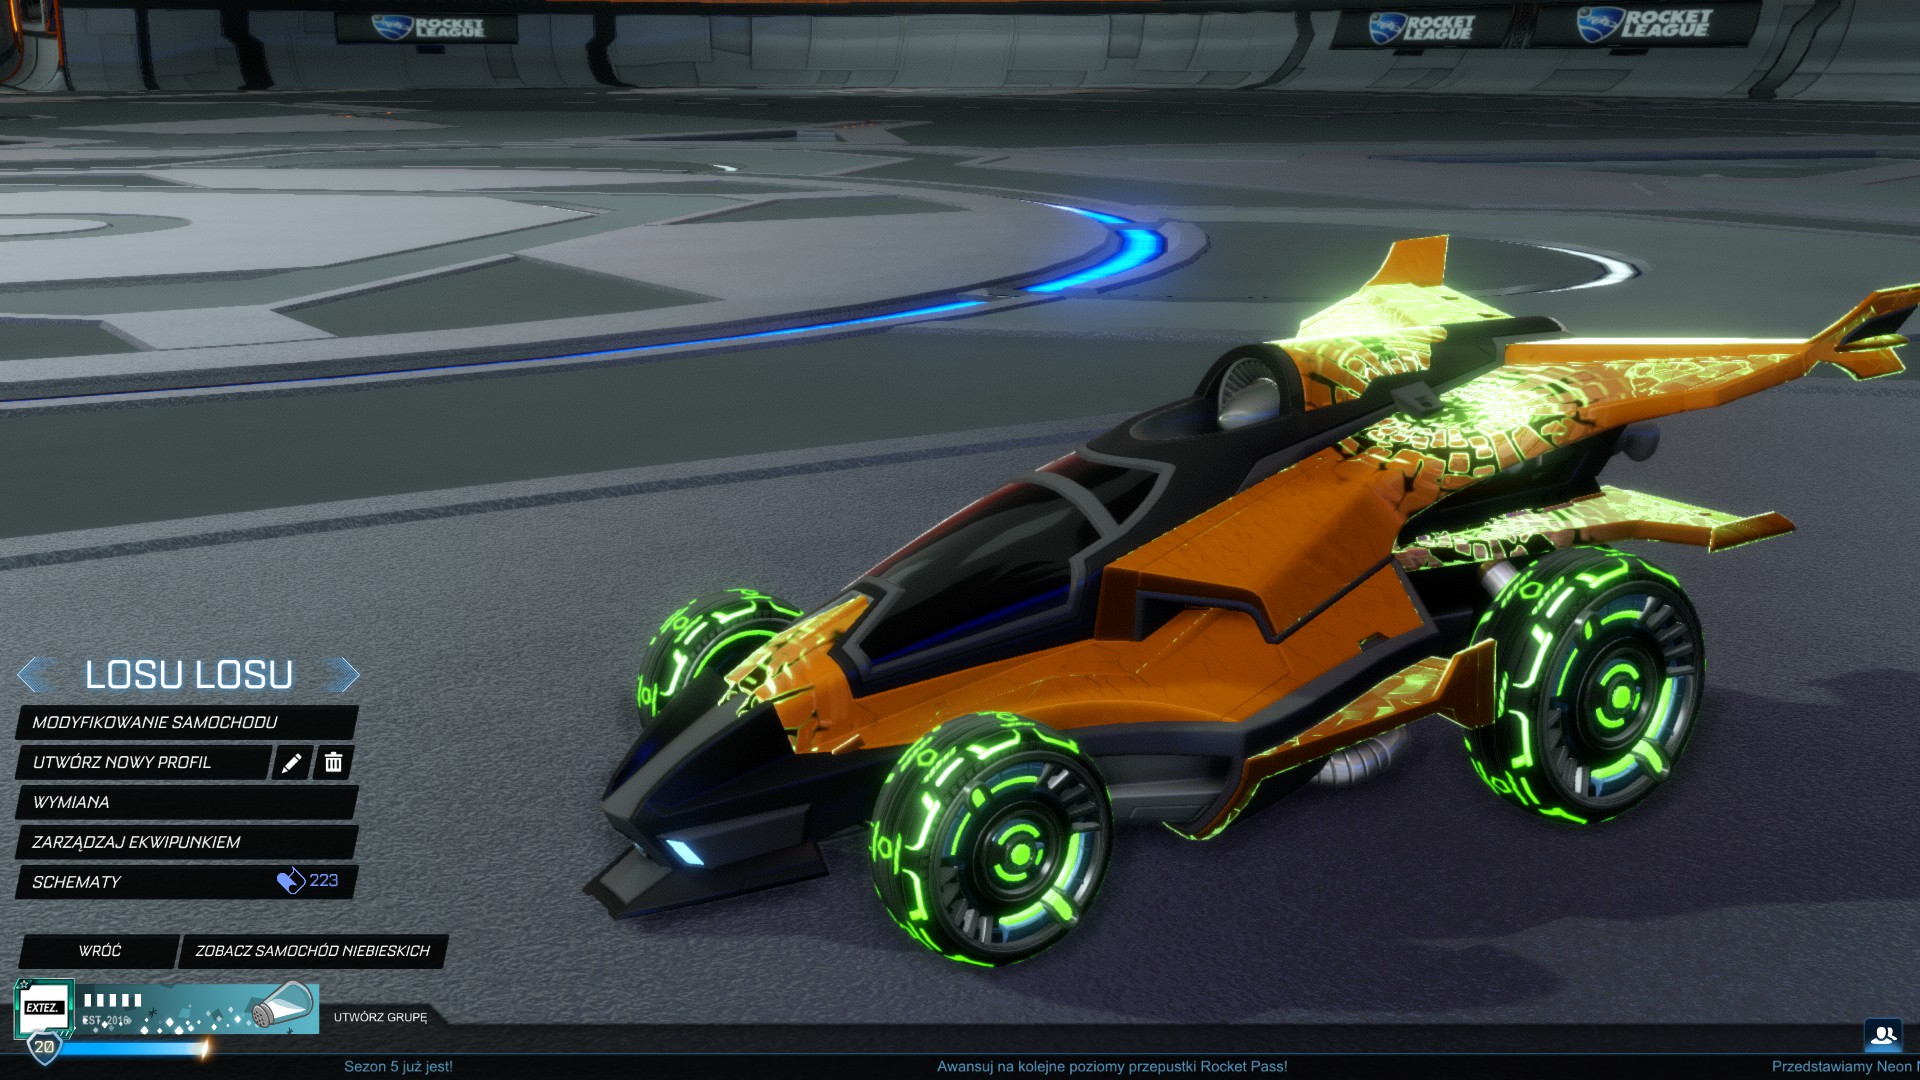 ROCKET
LEAGUE
ROCKET
LEAGUE
ROCKET
LEAGUE
LOSU LOSU
MODYFIKOWANIE SAMOCHODU
UTWÓRZ NOWY PROFIL
WYMIANA
ZARZĄDZAJ EKWIPUNKIEM
SCHEMATY 223
WRÓĆ ZOBACZ SAMOCHÓD NIEBIESKICH
EXTEZ.
EST. 2016
UTWÓRZ GRUPĘ
20
Sezon 5 już jest! Awansuj na kolejne poziomy przepustki Rocket Pass! Przedstawiamy Neon